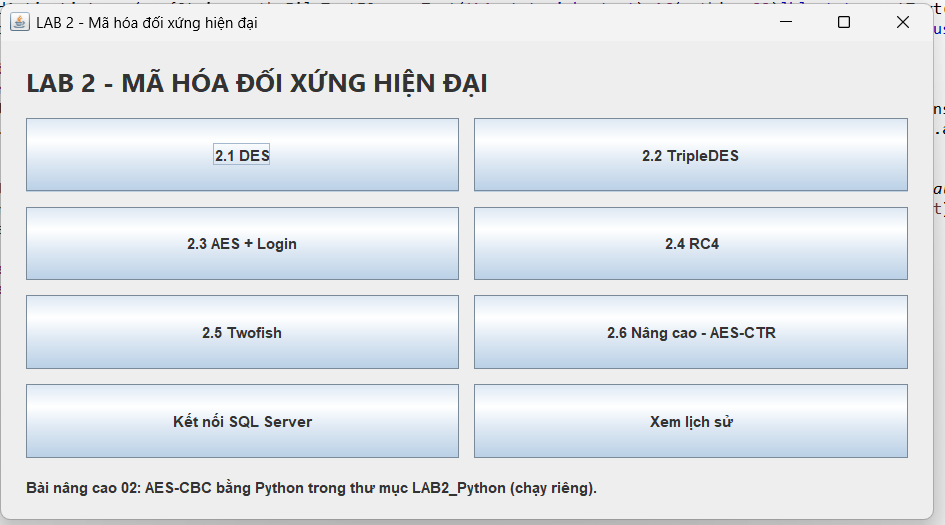 LAB 2 - Mã hóa đối xứng hiện đại
LAB 2 - MÃ HÓA ĐỐI XỨNG HIỆN ĐẠI
2.1 DES
2.2 TripleDES
2.3 AES + Login
2.4 RC4
2.5 Twofish
2.6 Nâng cao - AES-CTR
Kết nối SQL Server
Xem lịch sử
Bài nâng cao 02: AES-CBC bằng Python trong thư mục LAB2_Python (chạy riêng).